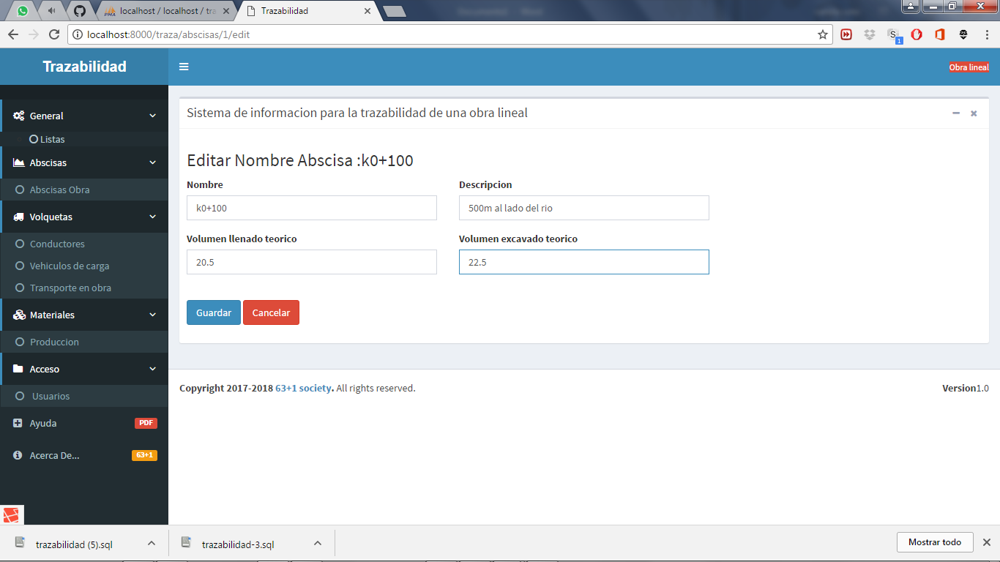 localhost / localhost / tra
Trazabilidad
localhost:8000/traza/abscisas/1/edit
S
1
Trazabilidad
Obra lineal
General
Listas
Abscisas
Abscisas Obra
Volquetas
Conductores
Vehiculos de carga
Transporte en obra
Materiales
Produccion
Acceso
Usuarios
Ayuda
PDF
Acerca De...
63+1
Sistema de informacion para la trazabilidad de una obra lineal
Editar Nombre Abscisa :k0+100
Nombre
Descripcion
k0+100
500m al lado del rio
Volumen llenado teorico
Volumen excavado teorico
20.5
22.5
Guardar
Cancelar
Copyright 2017-2018 63+1 society. All rights reserved.
Version1.0
trazabilidad (5).sql
trazabilidad-3.sql
Mostrar todo